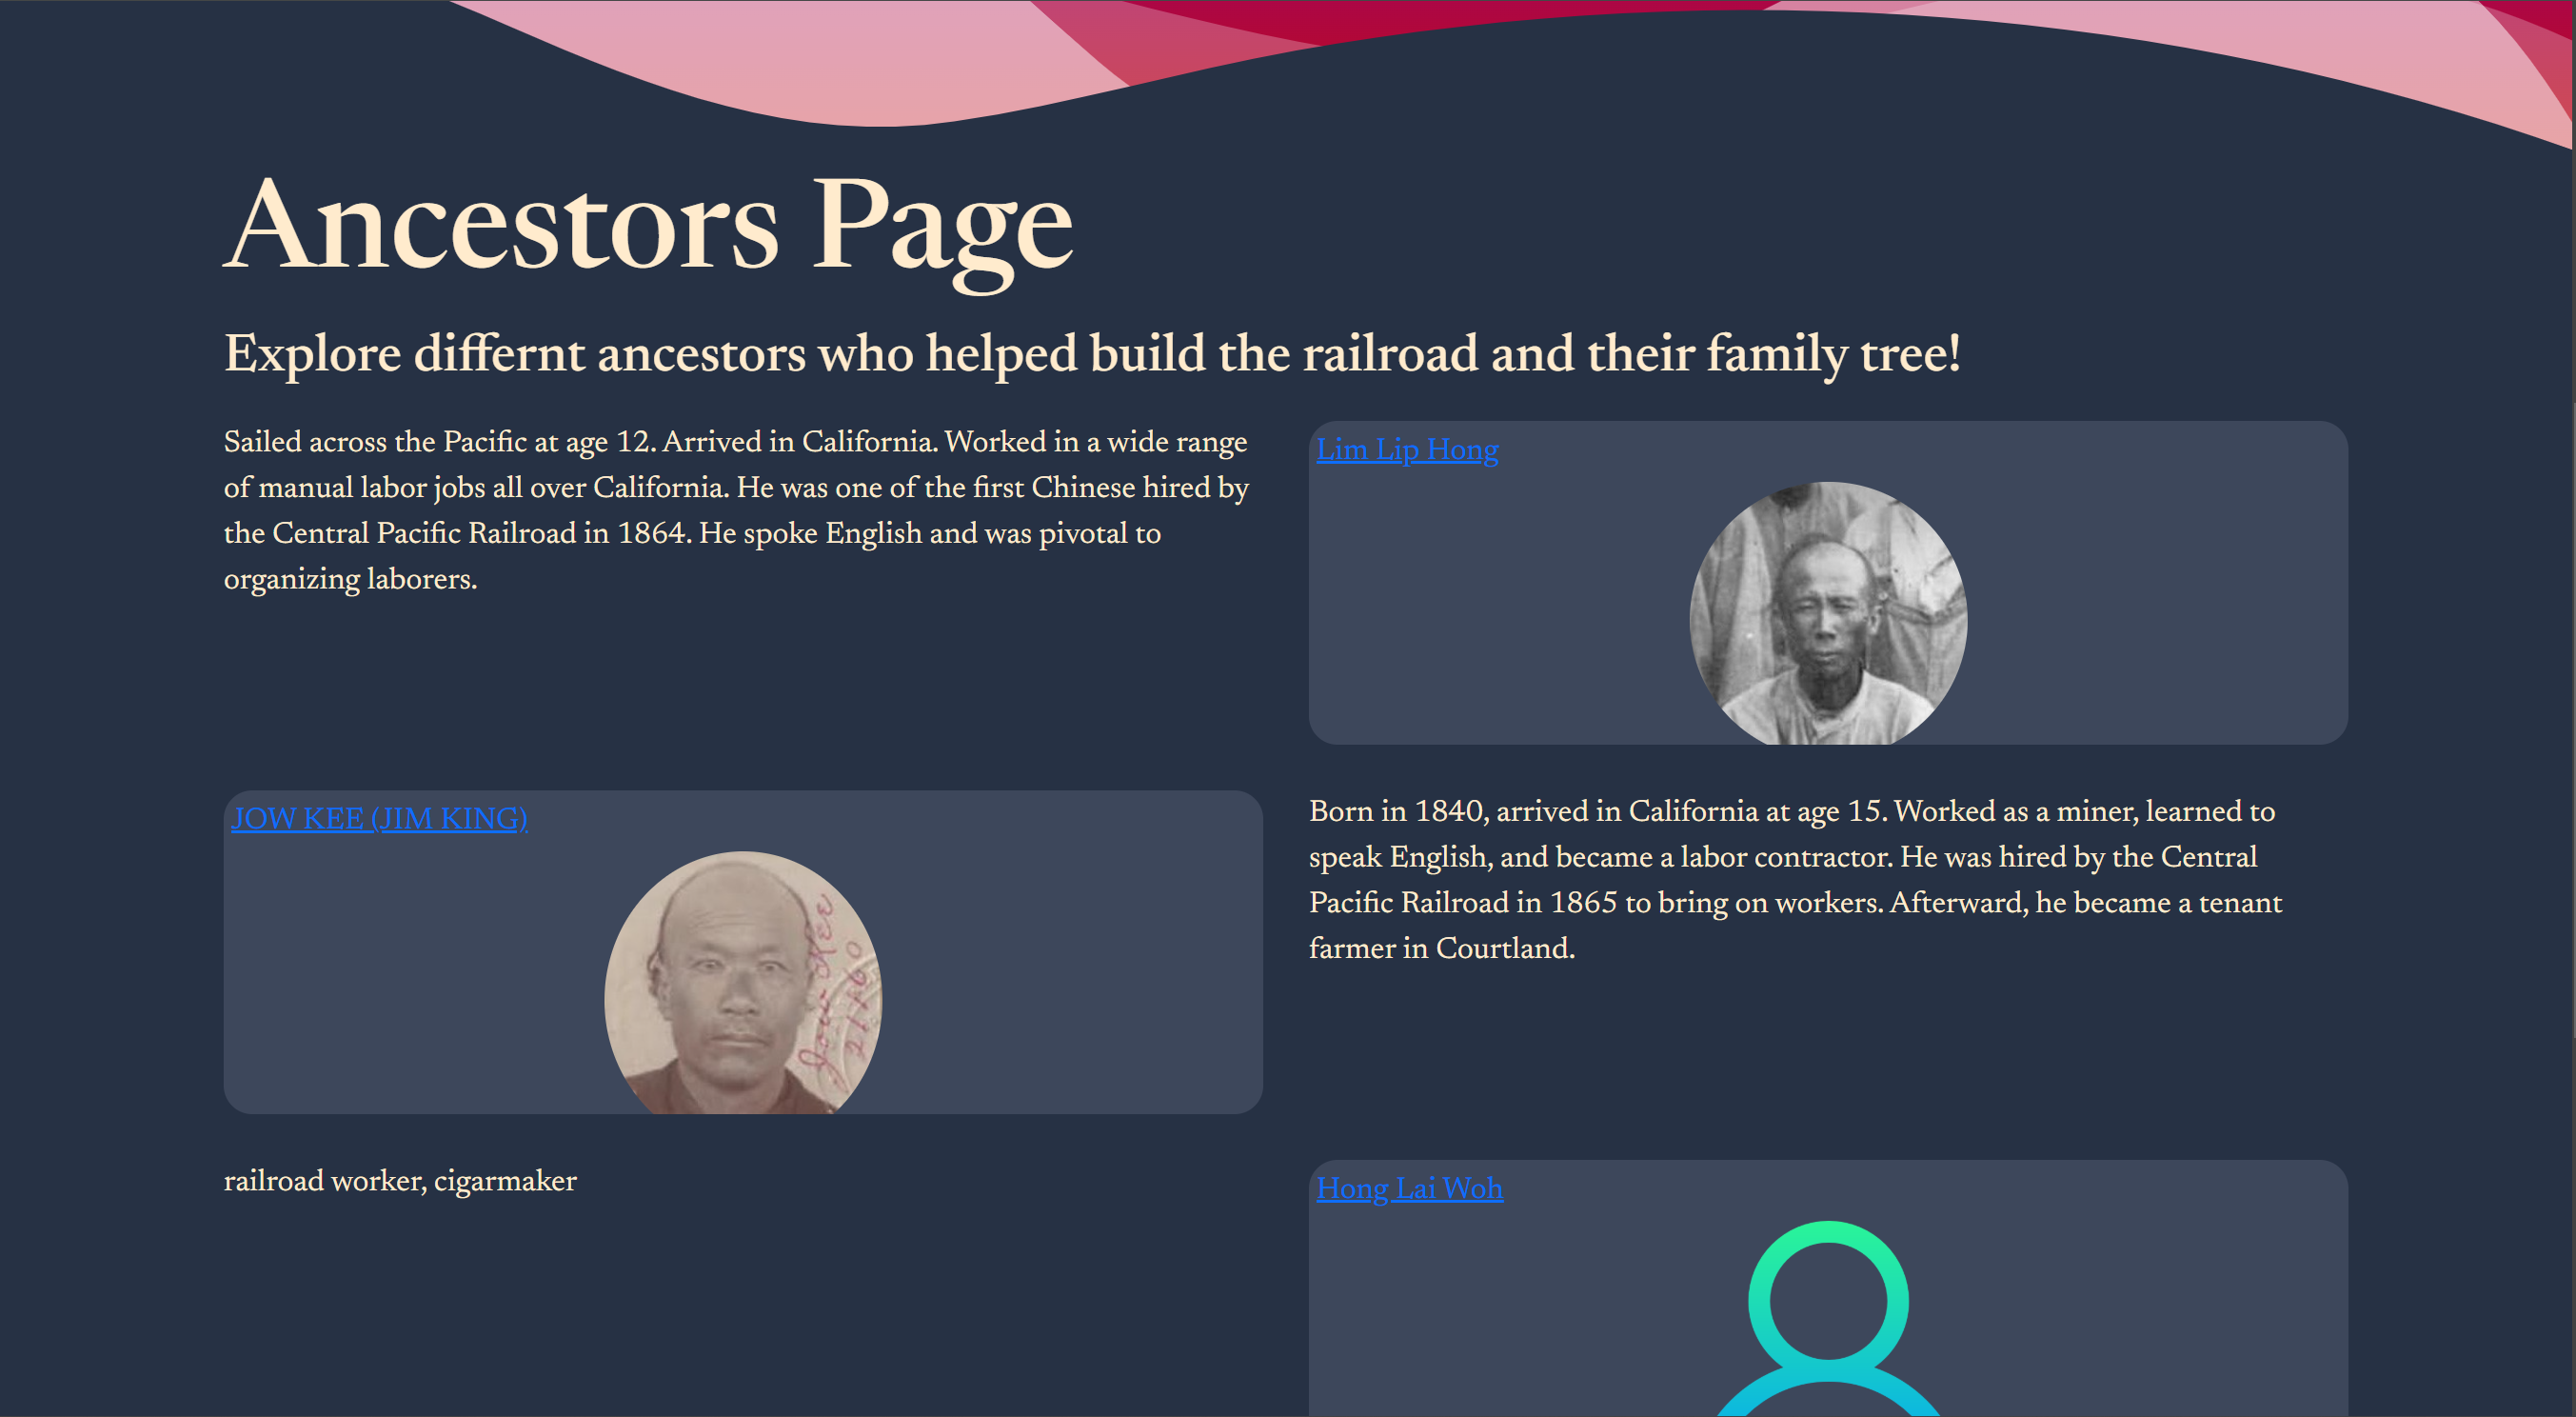 Ancestors Page
Explore differnt ancestors who helped build the railroad and their family tree!
Sailed across the Pacific at age 12. Arrived in California. Worked in a wide range
of manual labor jobs all over California. He was one of the first Chinese hired by
the Central Pacific Railroad in 1864. He spoke English and was pivotal to
organizing laborers.
Lim Lip Hong
JOW KEE (JIM KING)
Jow Kee
Born in 1840, arrived in California at age 15. Worked as a miner, learned to
speak English, and became a labor contractor. He was hired by the Central
Pacific Railroad in 1865 to bring on workers. Afterward, he became a tenant
farmer in Courtland.
railroad worker, cigarmaker
Hong Lai Woh